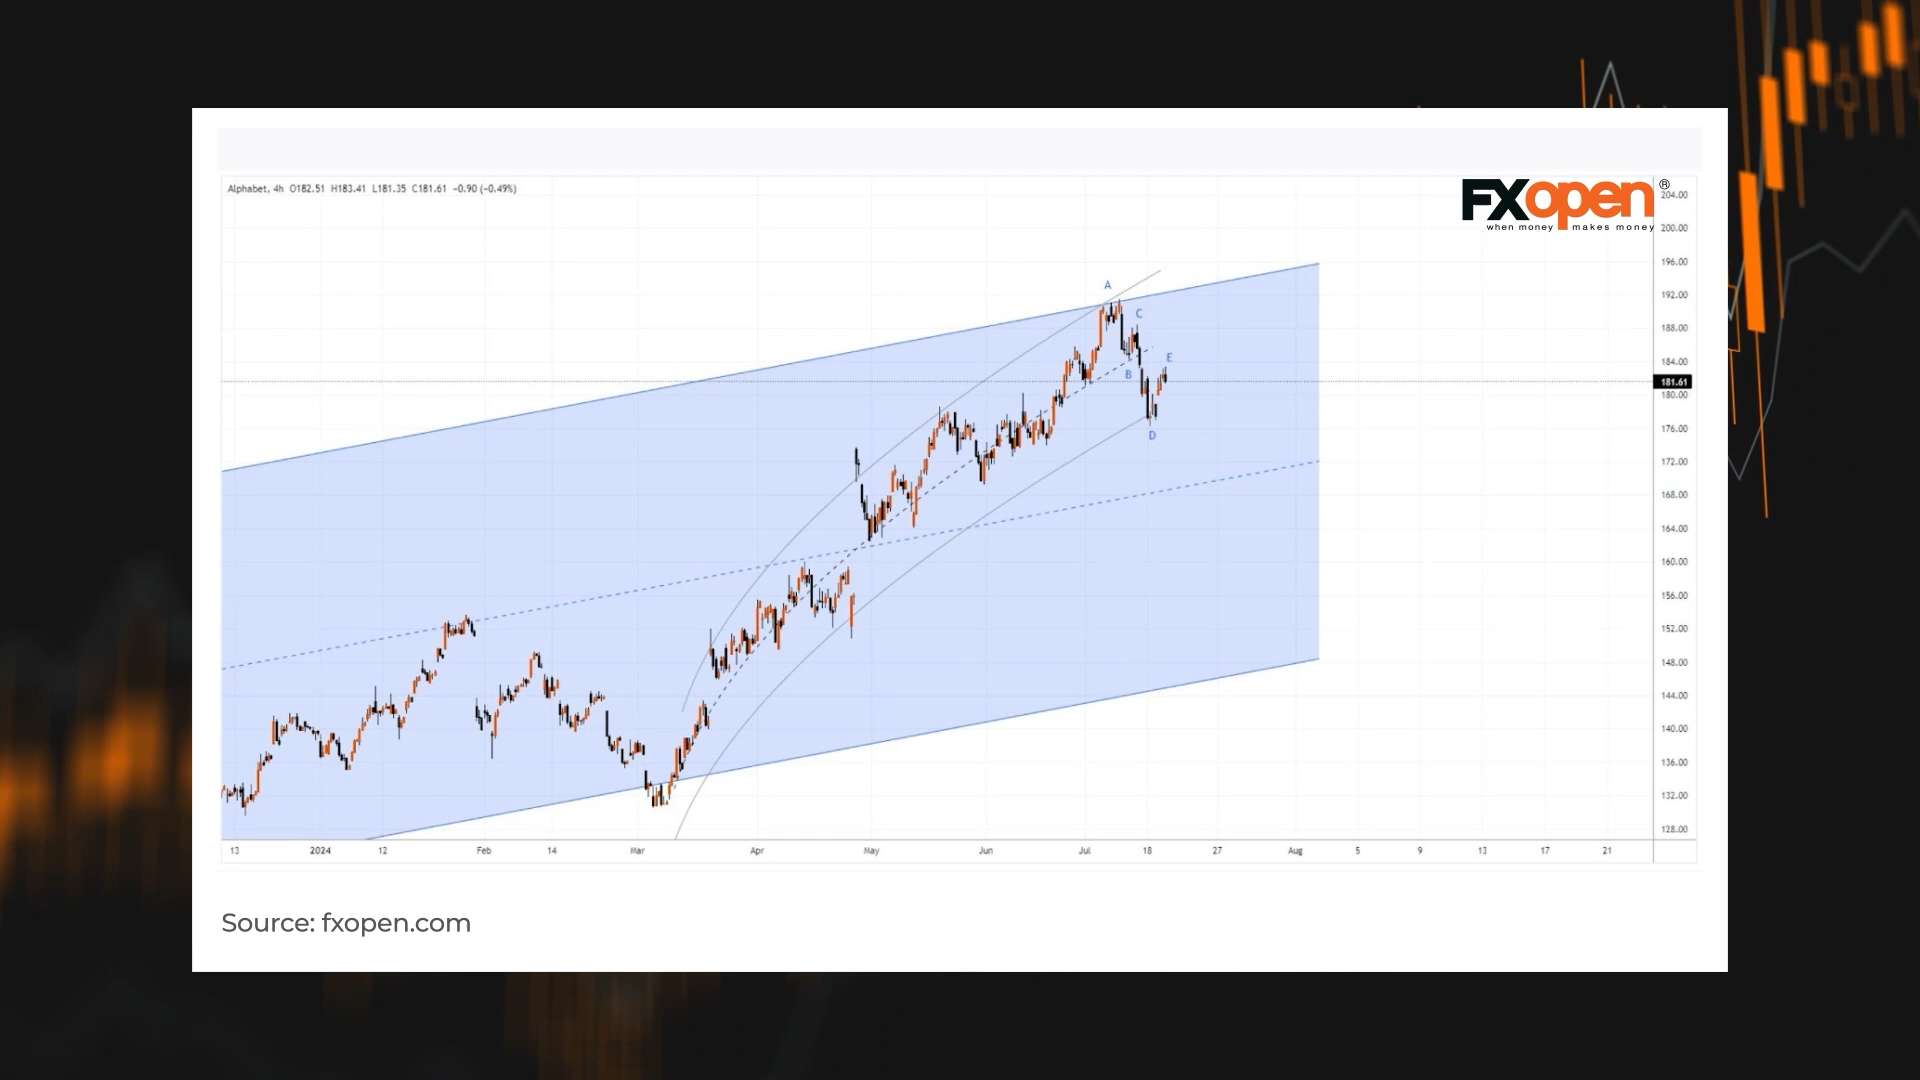 Alphabet, 4h O182.51 H183.41 L181.35 C181.61 −0.90 (−0.49%)
FXopen®
when money makes money
204.00
200.00
196.00
192.00
188.00
184.00
181.61
180.00
176.00
172.00
168.00
164.00
160.00
156.00
152.00
148.00
144.00
140.00
136.00
132.00
128.00
A
C
E
B
D
13 2024 12 Feb 14 Mar Apr May Jun Jul 18 27 Aug 5 9 13 17 21
Source: fxopen.com